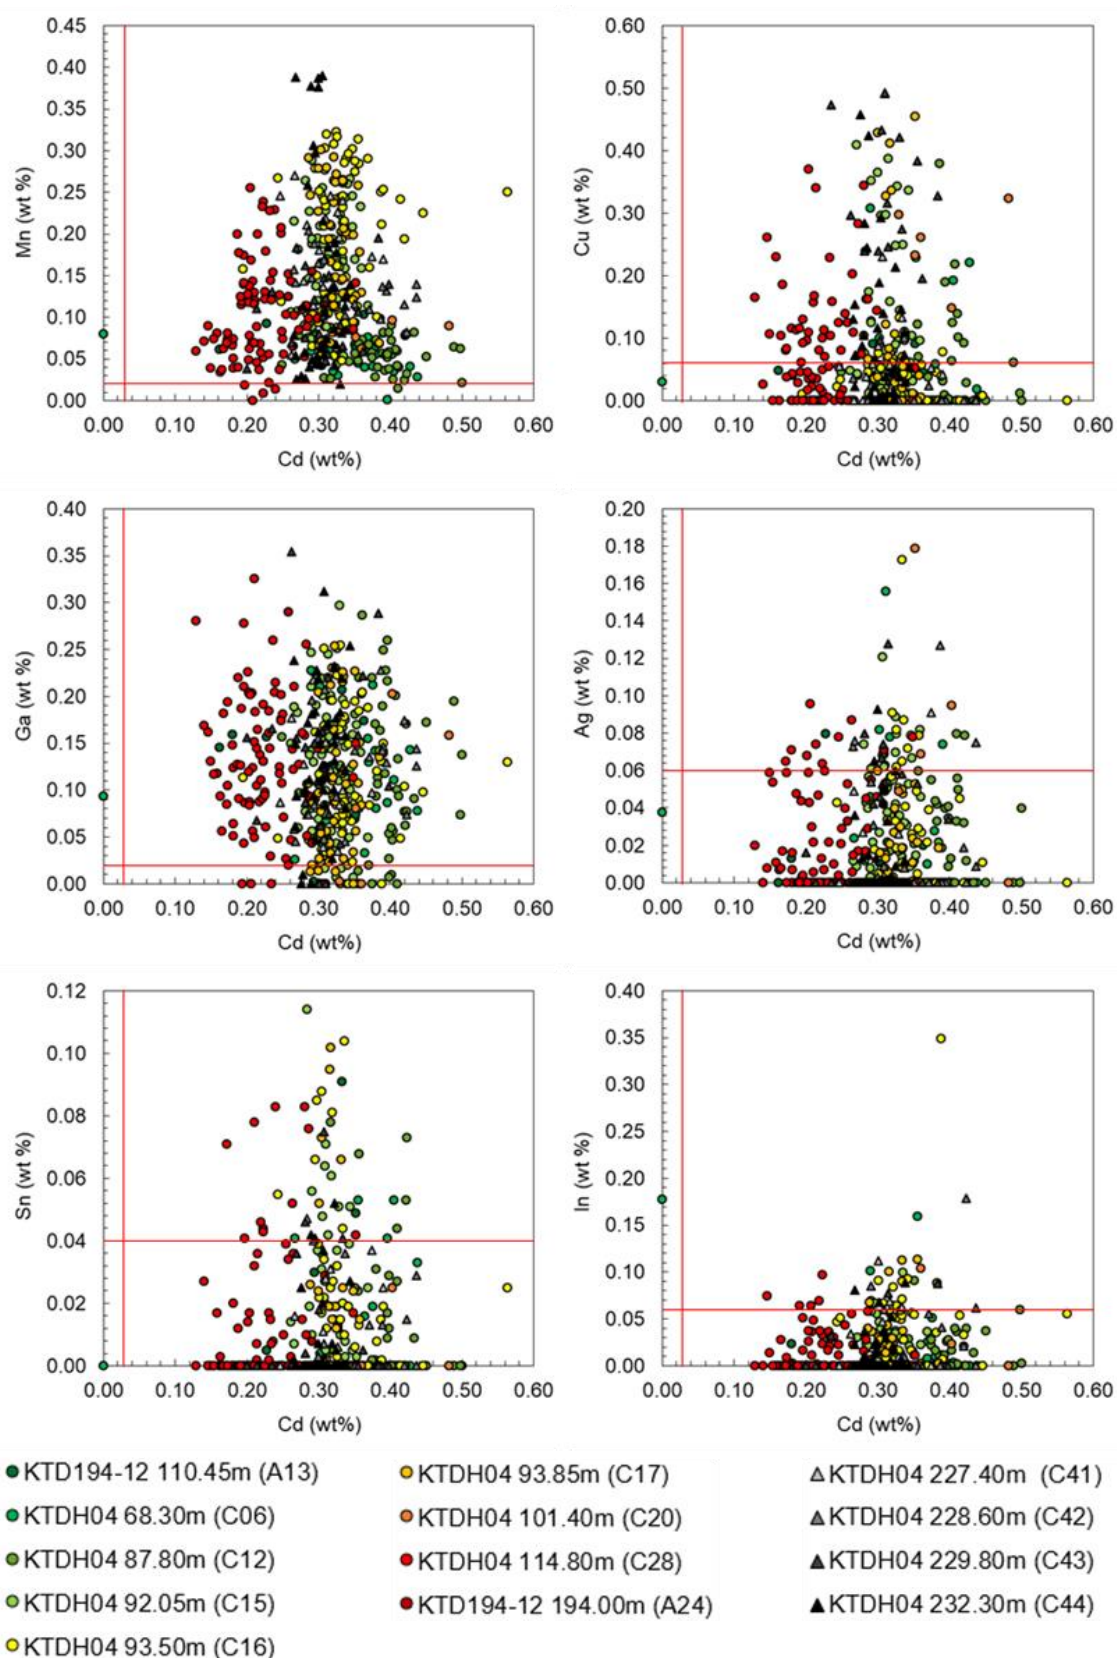 0.45
0.40
0.35
0.30
0.25
0.20
0.15
0.10
0.05
0.00
Mn (wt %)
0.00 0.10 0.20 0.30 0.40 0.50 0.60
Cd (wt%)
0.60
0.50
0.40
0.30
0.20
0.10
0.00
Cu (wt %)
0.00 0.10 0.20 0.30 0.40 0.50 0.60
Cd (wt%)
0.40
0.35
0.30
0.25
0.20
0.15
0.10
0.05
0.00
Ga (wt %)
0.00 0.10 0.20 0.30 0.40 0.50 0.60
Cd (wt%)
0.20
0.18
0.16
0.14
0.12
0.10
0.08
0.06
0.04
0.02
0.00
Ag (wt %)
0.00 0.10 0.20 0.30 0.40 0.50 0.60
Cd (wt%)
0.12
0.10
0.08
0.06
0.04
0.02
0.00
Sn (wt %)
0.00 0.10 0.20 0.30 0.40 0.50 0.60
Cd (wt%)
0.40
0.35
0.30
0.25
0.20
0.15
0.10
0.05
0.00
In (wt %)
0.00 0.10 0.20 0.30 0.40 0.50 0.60
Cd (wt%)
KTD194-12 110.45m (A13)
KTDH04 68.30m (C06)
KTDH04 87.80m (C12)
KTDH04 92.05m (C15)
KTDH04 93.50m (C16)
KTDH04 93.85m (C17)
KTDH04 101.40m (C20)
KTDH04 114.80m (C28)
KTD194-12 194.00m (A24)
KTDH04 227.40m (C41)
KTDH04 228.60m (C42)
KTDH04 229.80m (C43)
KTDH04 232.30m (C44)